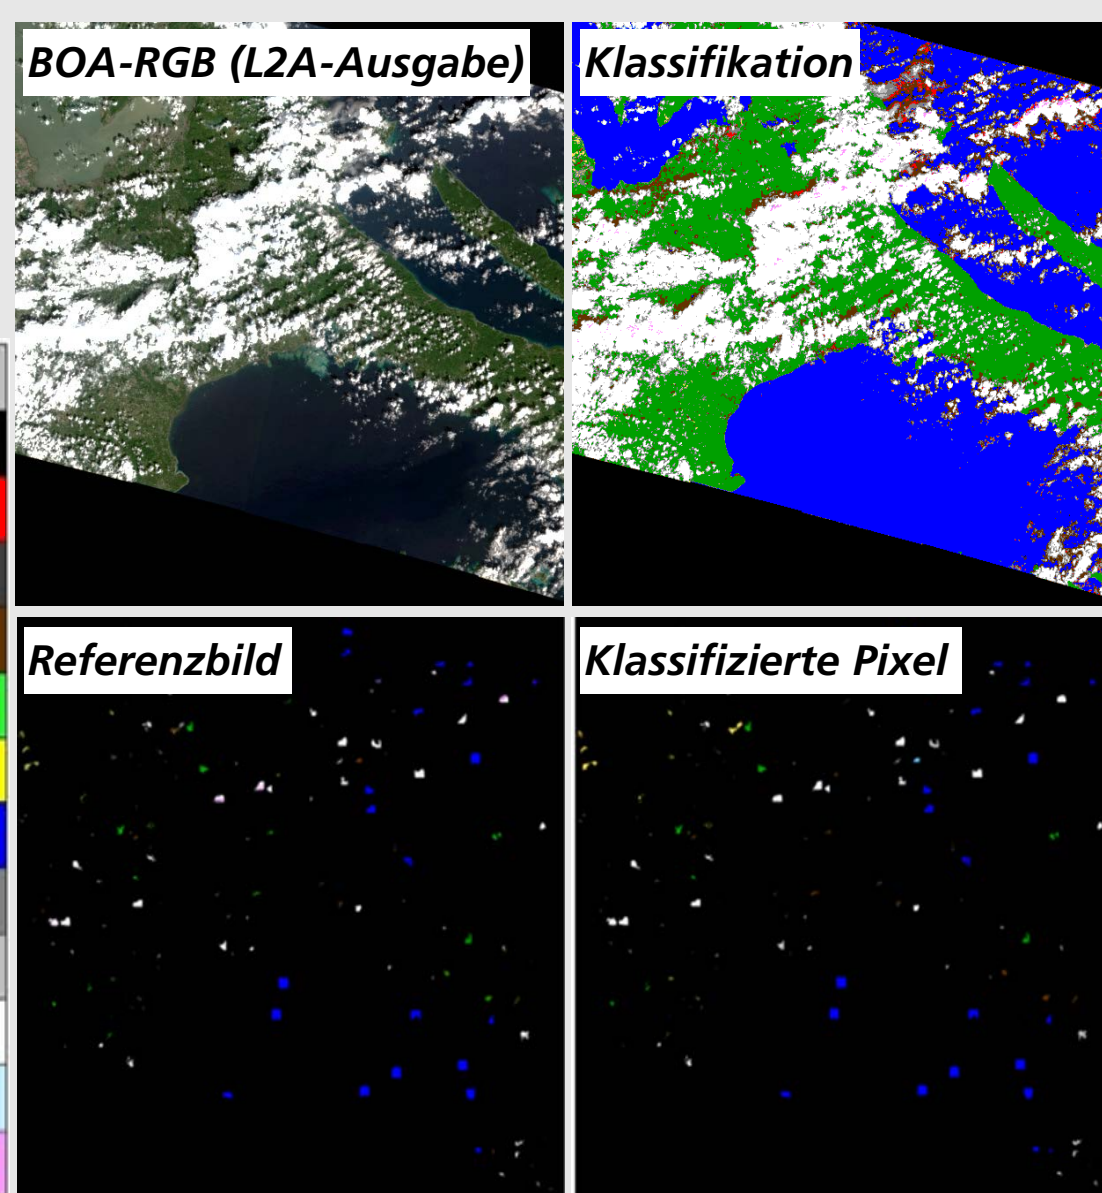 BOA-RGB (L2A-Ausgabe)
Klassifikation
Referenzbild
Klassifizierte Pixel